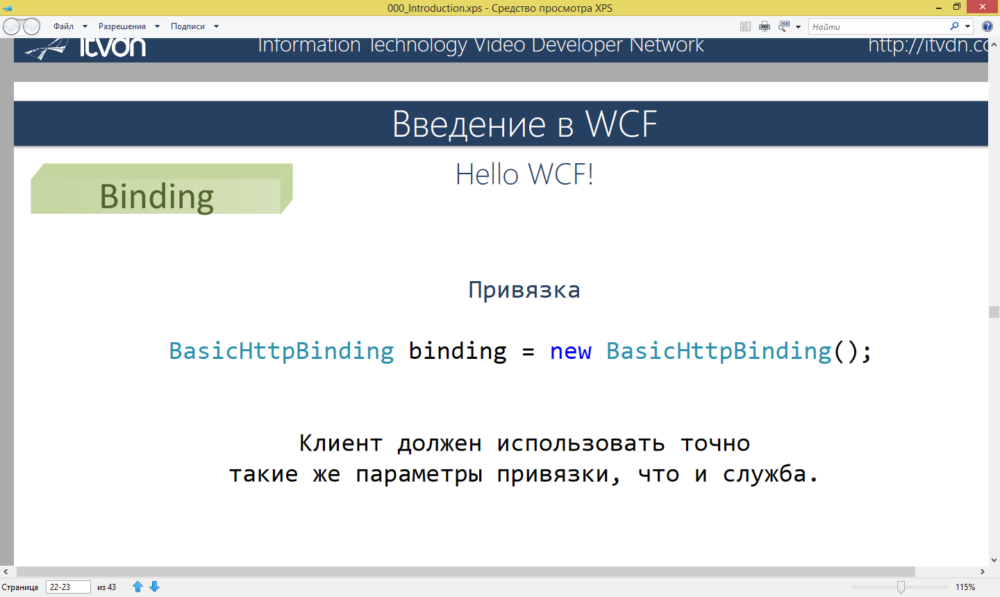 000_Introduction.xps - Средство просмотра XPS
Файл Разрешения Подписи
Найти
itvdn Information Technology Video Developer Network http://itvdn.co
Введение в WCF
Hello WCF!
Binding
Привязка
BasicHttpBinding binding = new BasicHttpBinding();
Клиент должен использовать точно
такие же параметры привязки, что и служба.
Страница 22-23 из 43 115%